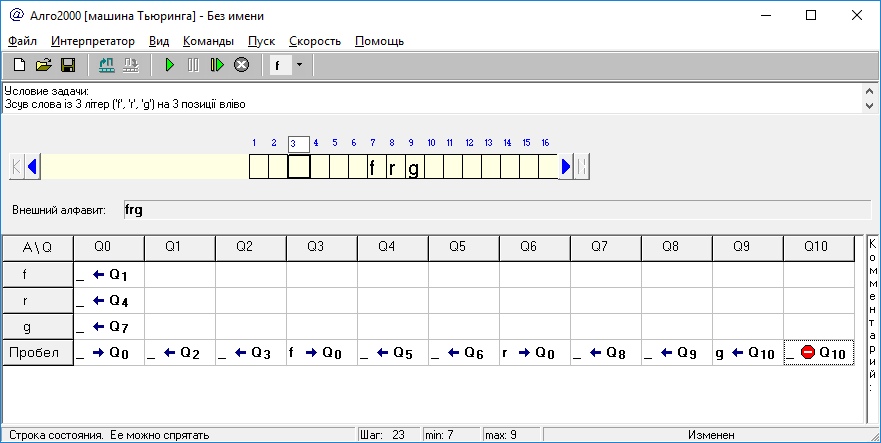 Алго2000 [машина Тьюринга] - Без имени
Файл Интерпретатор Вид Команды Пуск Скорость Помощь
f
Условие задачи:
Зсув слова із 3 літер ('f', 'r', 'g') на 3 позиції вліво
1 2 3 4 5 6 7 8 9 10 11 12 13 14 15 16
f r g
Внешний алфавит: frg
A\Q Q0 Q1 Q2 Q3 Q4 Q5 Q6 Q7 Q8 Q9 Q10
f _ ← Q1
r _ ← Q4
g _ ← Q7
Пробел _ → Q0 _ ← Q2 _ ← Q3 f → Q0 _ ← Q5 _ ← Q6 r → Q0 _ ← Q8 _ ← Q9 g ← Q10 _ Q10
Комментарий:
Строка состояния. Ее можно спрятать Шаг: 23 min: 7 max: 9 Изменен